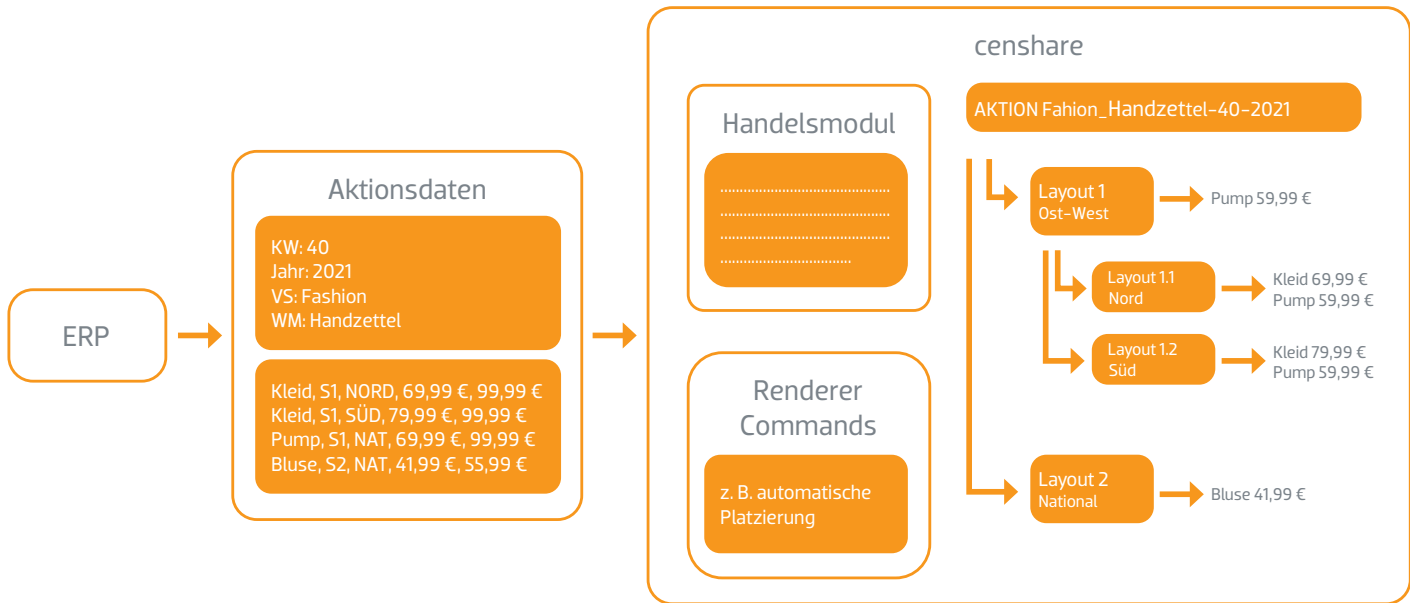 ERP
Aktionsdaten
KW: 40
Jahr: 2021
VS: Fashion
WM: Handzettel
Kleid, S1, NORD, 69,99 €, 99,99 €
Kleid, S1, SÜD, 79,99 €, 99,99 €
Pump, S1, NAT, 69,99 €, 99,99 €
Bluse, S2, NAT, 41,99 €, 55,99 €
censhare
Handelsmodul
................................................
................................................
................................................
....................................
Renderer
Commands
z. B. automatische
Platzierung
AKTION Fahion_Handzettel-40-2021
Layout 1
Ost-West
Pump 59,99 €
Layout 1.1
Nord
Kleid 69,99 €
Pump 59,99 €
Layout 1.2
Süd
Kleid 79,99 €
Pump 59,99 €
Layout 2
National
Bluse 41,99 €